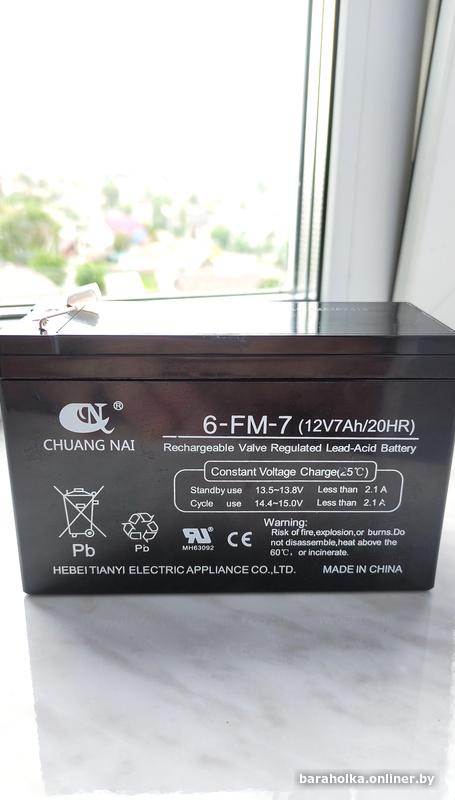 CN ®
CHUANG NAI
6-FM-7 (12V7Ah/20HR)
Rechargeable Valve Regulated Lead-Acid Battery
Constant Voltage Charge(25℃)
Standby use 13.5~13.8V Less than 2.1 A
Cycle use 14.4~15.0V Less than 2.1 A
Pb
Pb
MH63092
CE
Warning:
Risk of fire,explosion,or burns.Do
not disassemble,heat above the
60℃, or incinerate.
HEBEI TIANYI ELECTRIC APPLIANCE CO.,LTD. MADE IN CHINA
baraholka.onliner.by